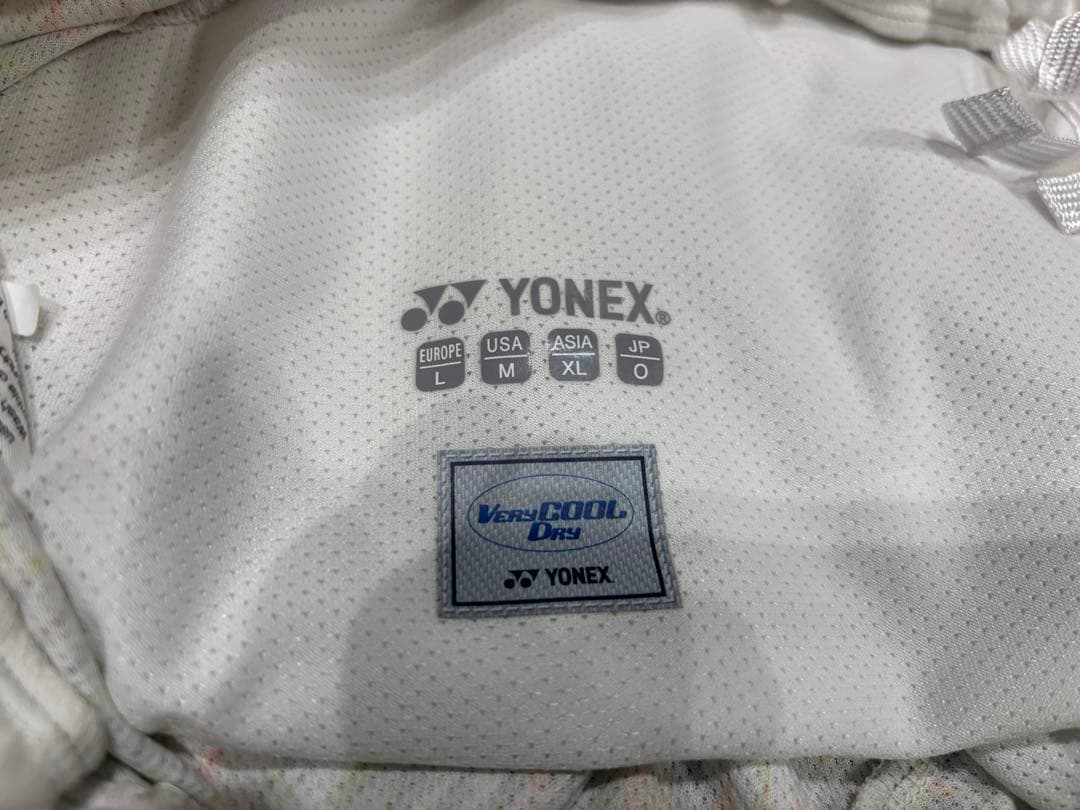 YONEX®
EUROPE USA ASIA JP
L M XL O
VERYCOOL
DRY
YONEX